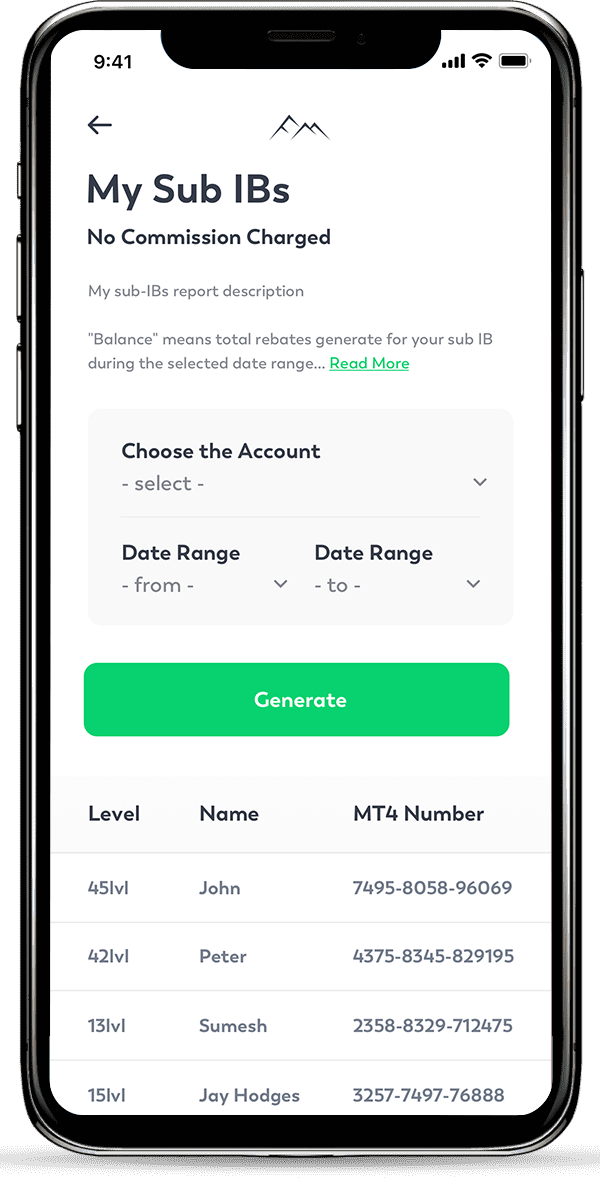 9:41
My Sub IBs
No Commission Charged
My sub-IBs report description
"Balance" means total rebates generate for your sub IB
during the selected date range... Read More
Choose the Account
- select -
Date Range Date Range
- from - - to -
Generate
Level Name MT4 Number
45lvl John 7495-8058-96069
42lvl Peter 4375-8345-829195
13lvl Sumesh 2358-8329-712475
15lvl Jay Hodges 3257-7497-76888